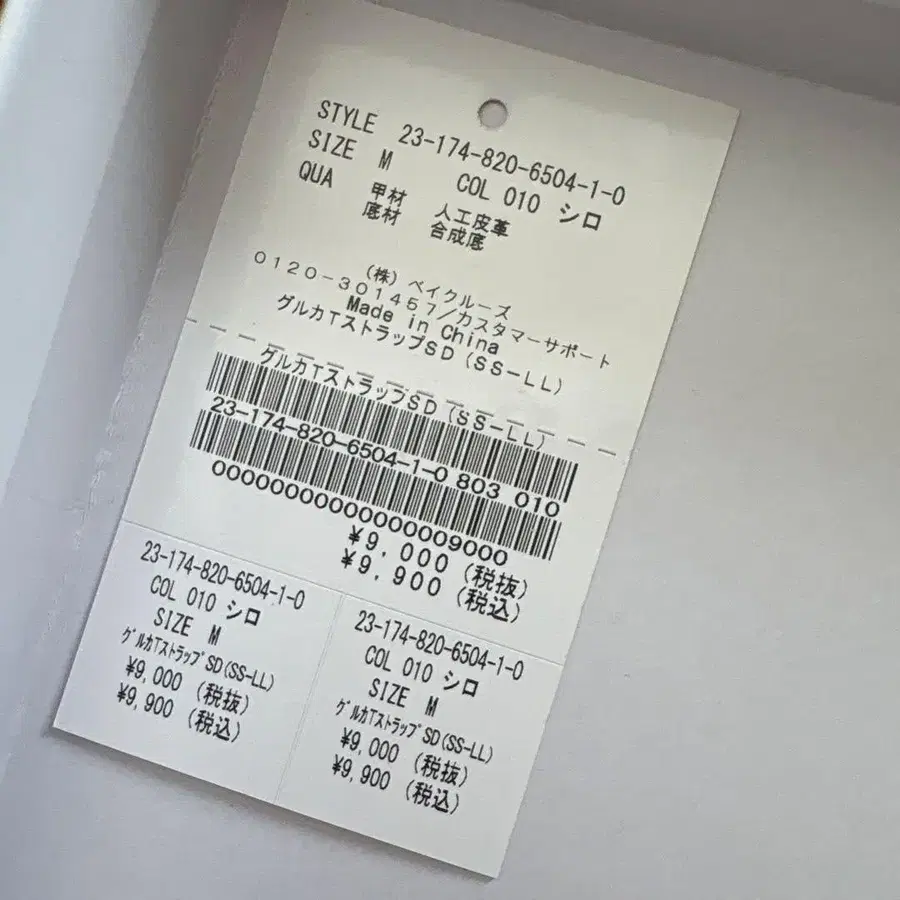 STYLE 23-174-820-6504-1-0
SIZE M COL 010 シロ
QUA 甲材 人工皮革
底材 合成底
(株) ベイクルーズ
0120-301457/カスタマーサポート
Made in China
グルカTストラップSD (SS-LL)
グルカTストラップSD (SS-LL)
23-174-820-6504-1-0 803 010
000000000000000009000
¥9,000 (税抜)
¥9,900 (税込)
23-174-820-6504-1-0
COL 010 シロ
SIZE M
グルカTストラップSD(SS-LL)
¥9,000 (税抜)
¥9,900 (税込)
23-174-820-6504-1-0
COL 010 シロ
SIZE M
グルカTストラップSD(SS-LL)
¥9,000 (税抜)
¥9,900 (税込)